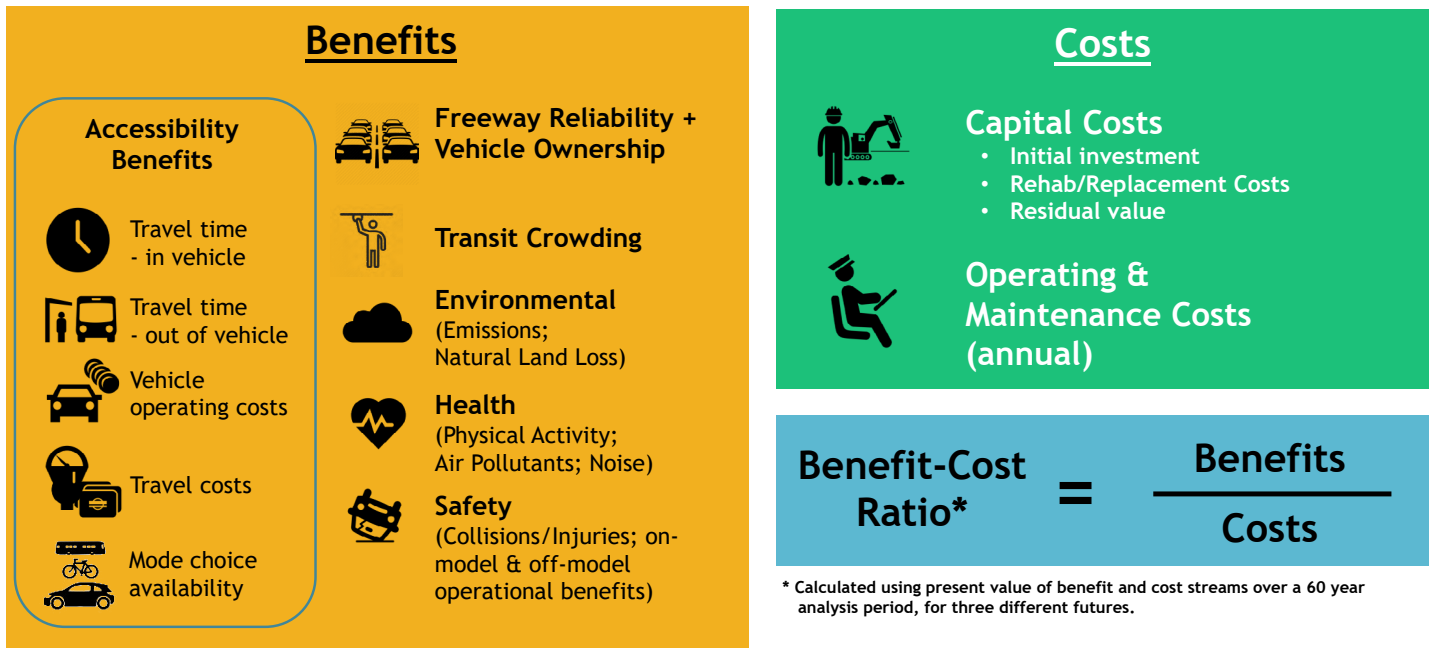 Benefits
Accessibility
Benefits
Travel time
- in vehicle
Travel time
- out of vehicle
Vehicle
operating costs
Travel costs
Mode choice
availability
Freeway Reliability +
Vehicle Ownership
Transit Crowding
Environmental
(Emissions;
Natural Land Loss)
Health
(Physical Activity;
Air Pollutants; Noise)
Safety
(Collisions/Injuries; on-
model & off-model
operational benefits)
Costs
Capital Costs
• Initial investment
• Rehab/Replacement Costs
• Residual value
Operating &
Maintenance Costs
(annual)
Benefit-Cost
Ratio*
=
Benefits
Costs
* Calculated using present value of benefit and cost streams over a 60 year
analysis period, for three different futures.